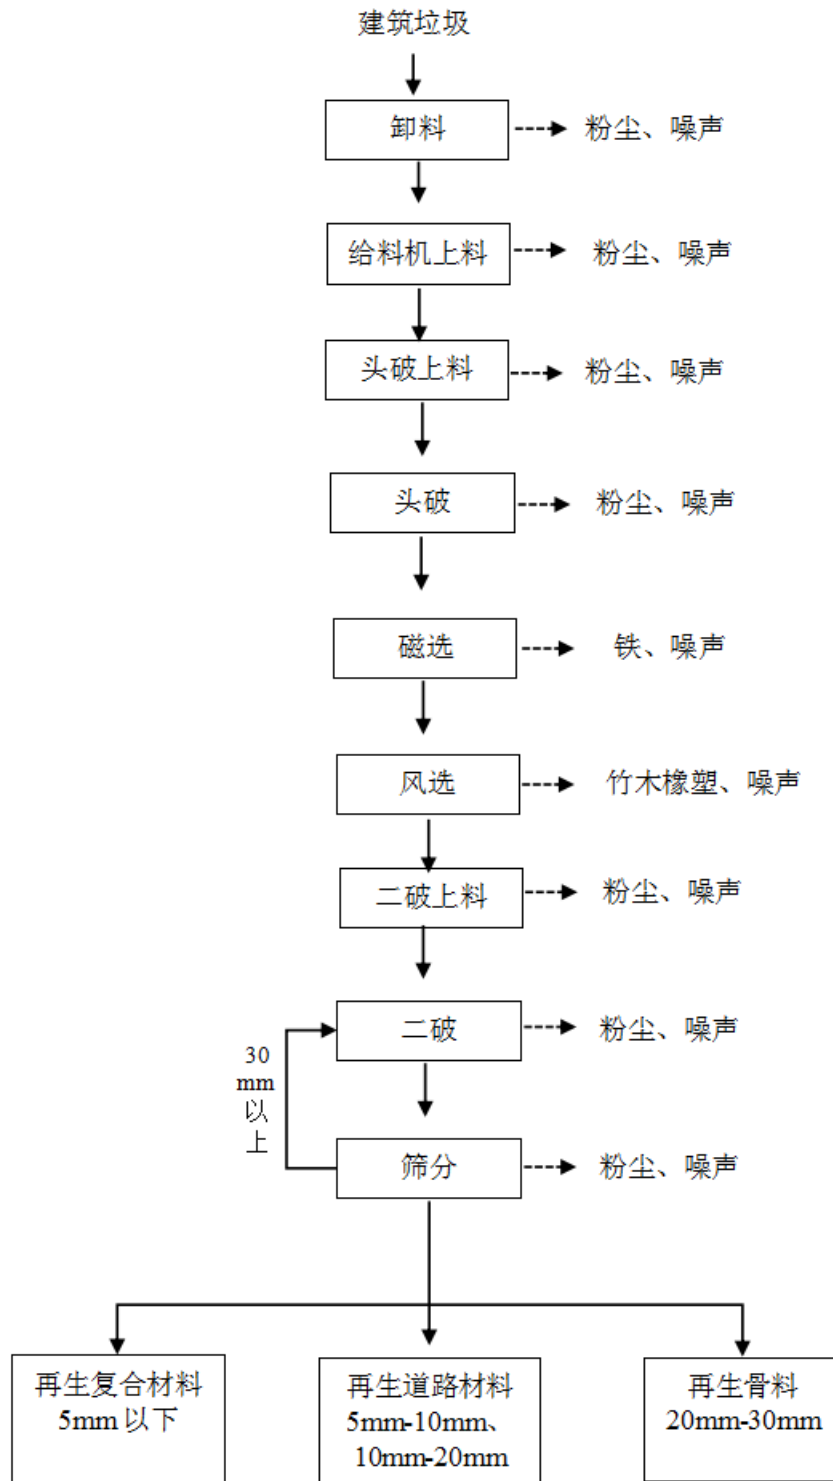 建筑垃圾
卸料
粉尘、噪声
给料机上料
粉尘、噪声
头破上料
粉尘、噪声
头破
粉尘、噪声
磁选
铁、噪声
风选
竹木橡塑、噪声
二破上料
粉尘、噪声
二破
粉尘、噪声
30
mm
以
上
筛分
粉尘、噪声
再生复合材料
5mm 以下
再生道路材料
5mm-10mm、
10mm-20mm
再生骨料
20mm-30mm